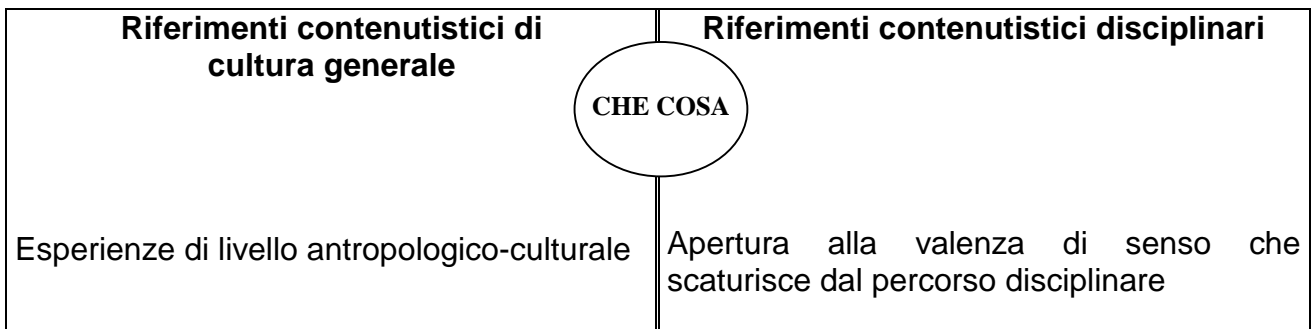 Riferimenti contenutistici di
cultura generale
Riferimenti contenutistici disciplinari
CHE COSA
Esperienze di livello antropologico-culturale
Apertura alla valenza di senso che
scaturisce dal percorso disciplinare